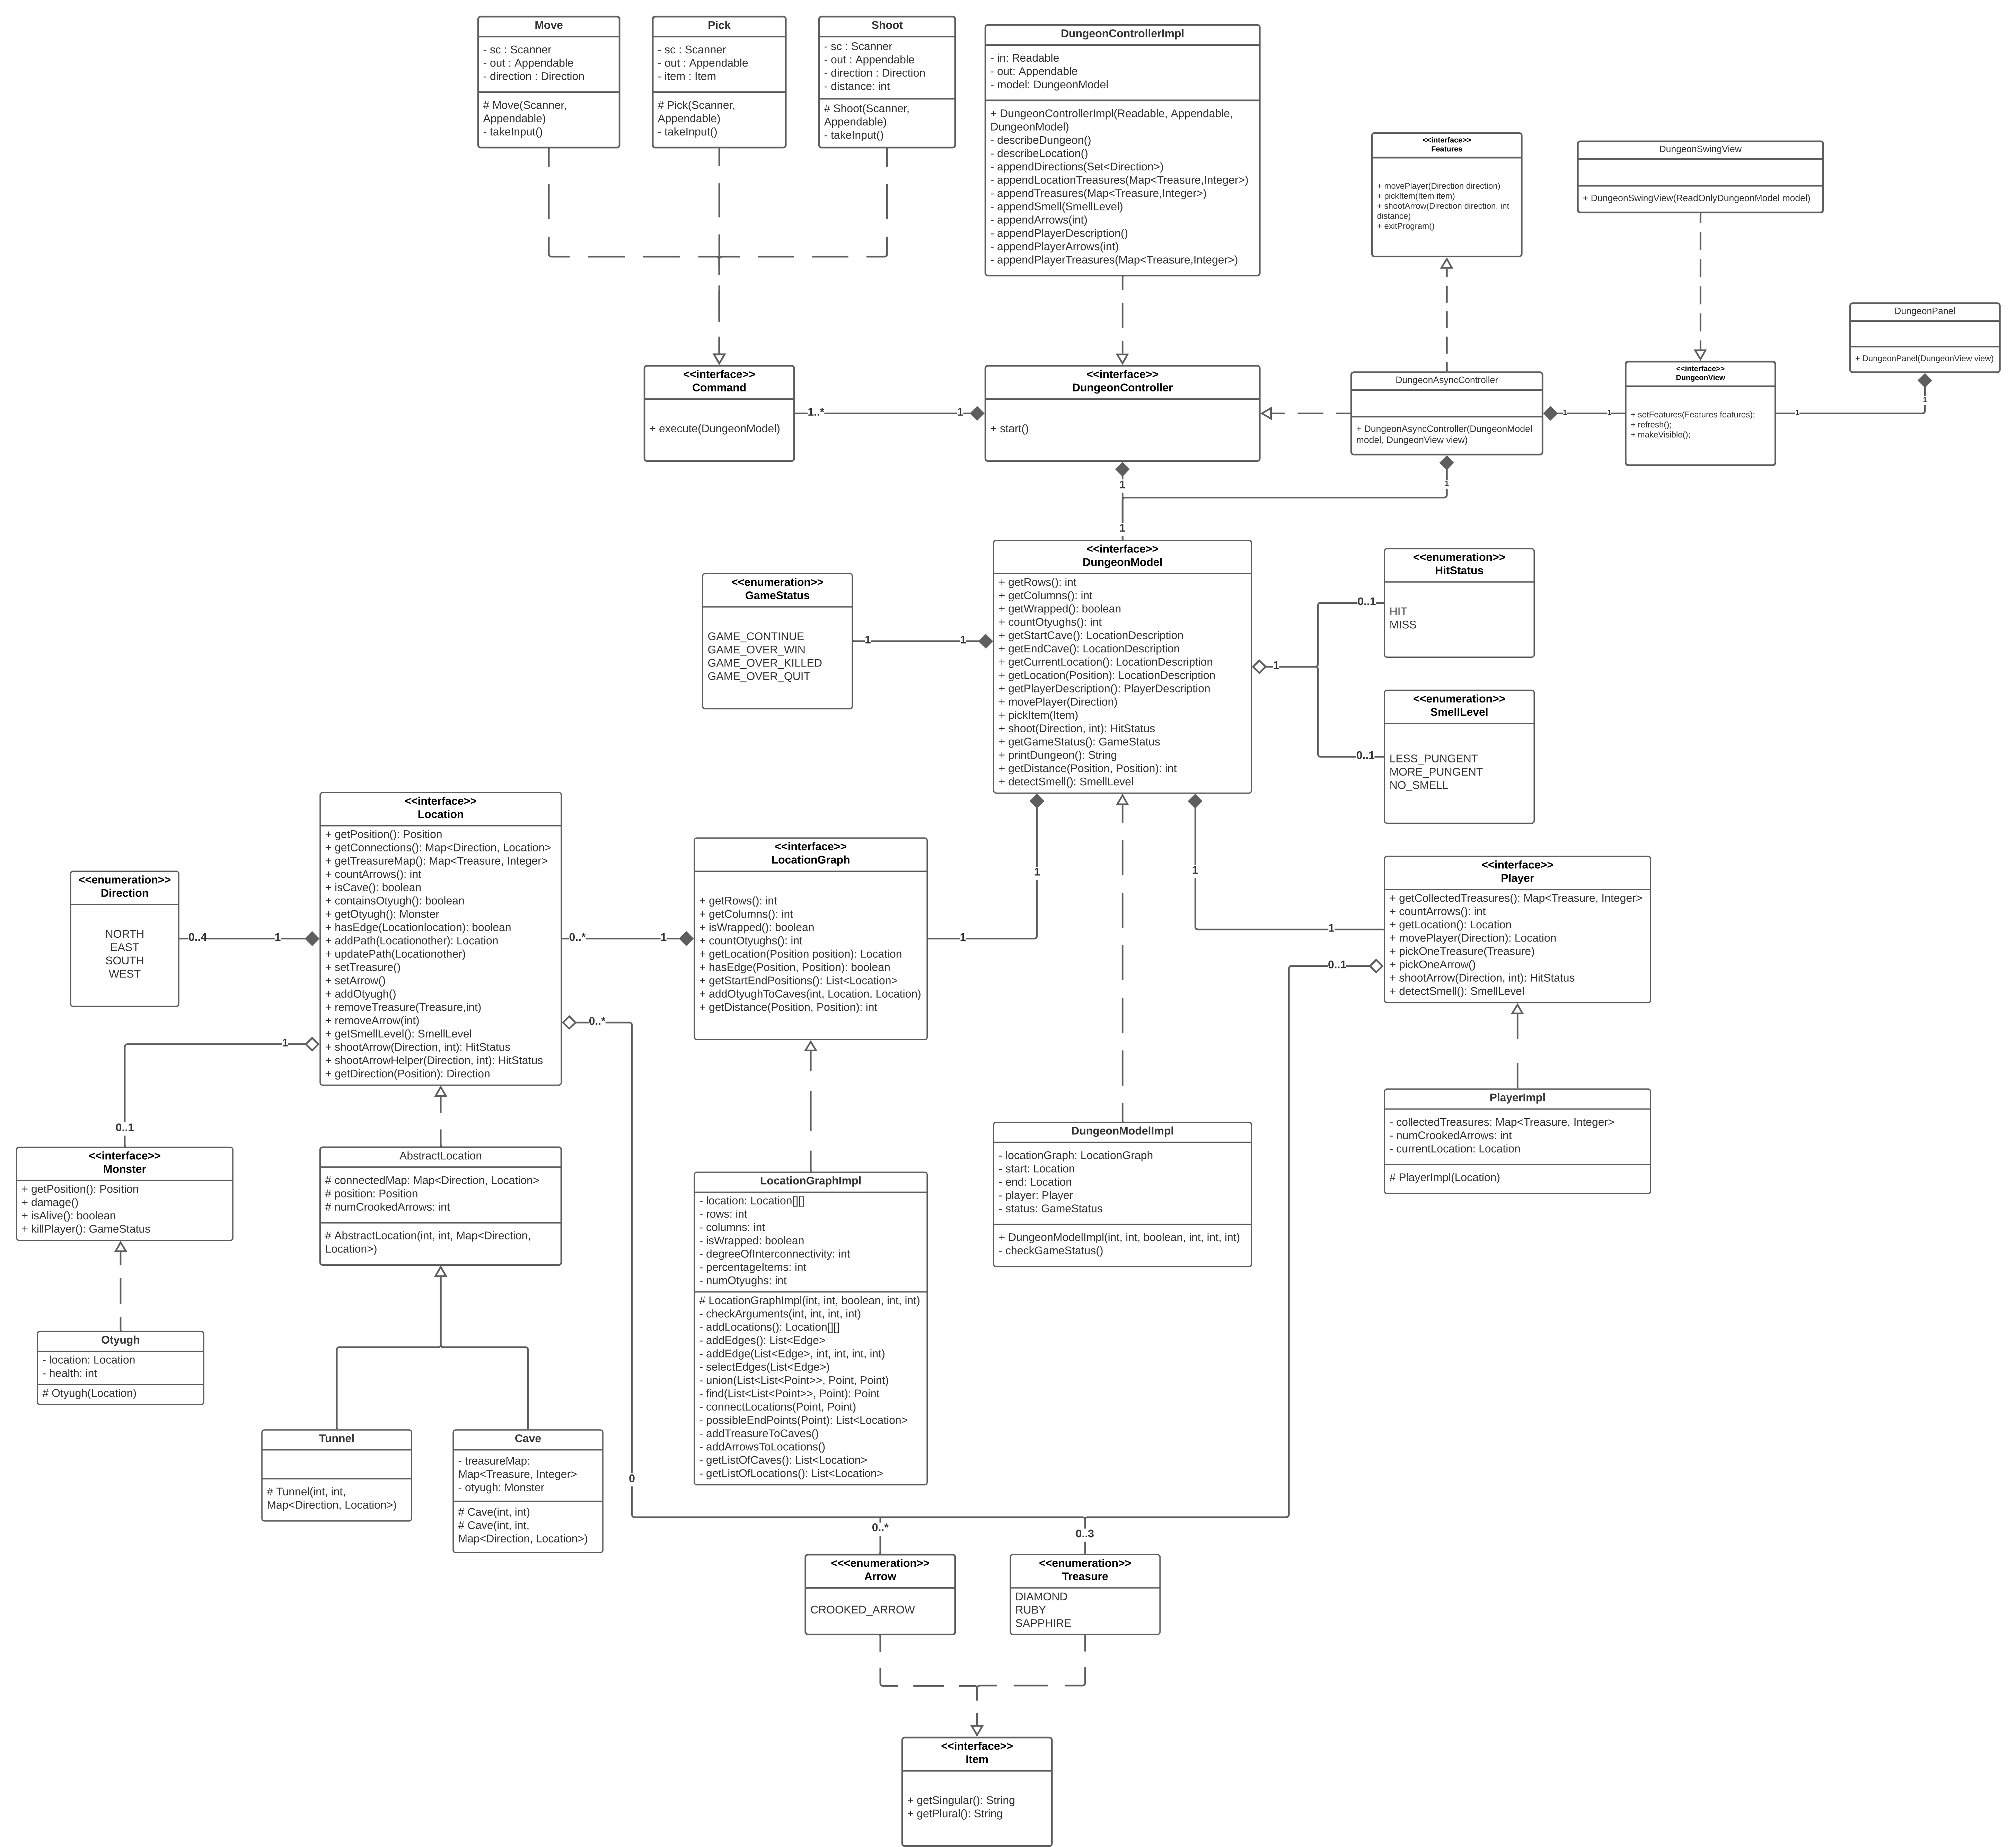 Move
- sc : Scanner
- out : Appendable
- direction : Direction
# Move(Scanner,
Appendable)
- takeInput()
Pick
- sc : Scanner
- out : Appendable
- item : Item
# Pick(Scanner,
Appendable)
- takeInput()
Shoot
- sc : Scanner
- out : Appendable
- direction : Direction
- distance: int
# Shoot(Scanner,
Appendable)
- takeInput()
DungeonControllerImpl
- in: Readable
- out: Appendable
- model: DungeonModel
+ DungeonControllerImpl(Readable, Appendable,
DungeonModel)
- describeDungeon()
- describeLocation()
- appendDirections(Set<Direction>)
- appendLocationTreasures(Map<Treasure,Integer>)
- appendTreasures(Map<Treasure,Integer>)
- appendSmell(SmellLevel)
- appendArrows(int)
- appendPlayerDescription()
- appendPlayerArrows(int)
- appendPlayerTreasures(Map<Treasure,Integer>)
<<interface>>
Features
+ movePlayer(Direction direction)
+ pickItem(Item item)
+ shootArrow(Direction direction, int
distance)
+ exitProgram()
DungeonSwingView
+ DungeonSwingView(ReadOnlyDungeonModel model)
DungeonPanel
+ DungeonPanel(DungeonView view)
<<interface>>
Command
+ execute(DungeonModel)
1..*
1
<<interface>>
DungeonController
+ start()
DungeonAsyncController
+ DungeonAsyncController(DungeonModel
model, DungeonView view)
1
1
<<interface>>
DungeonView
+ setFeatures(Features features);
+ refresh();
+ makeVisible();
1
1
1
1
1
<<interface>>
DungeonModel
+ getRows(): int
+ getColumns(): int
+ getWrapped(): boolean
+ countOtyughs(): int
+ getStartCave(): LocationDescription
+ getEndCave(): LocationDescription
+ getCurrentLocation(): LocationDescription
+ getLocation(Position): LocationDescription
+ getPlayerDescription(): PlayerDescription
+ movePlayer(Direction)
+ pickItem(Item)
+ shoot(Direction, int): HitStatus
+ getGameStatus(): GameStatus
+ printDungeon(): String
+ getDistance(Position, Position): int
+ detectSmell(): SmellLevel
<<enumeration>>
GameStatus
GAME_CONTINUE
GAME_OVER_WIN
GAME_OVER_KILLED
GAME_OVER_QUIT
1
1
<<enumeration>>
HitStatus
HIT
MISS
0..1
1
<<enumeration>>
SmellLevel
LESS_PUNGENT
MORE_PUNGENT
NO_SMELL
0..1
<<enumeration>>
Direction
NORTH
EAST
SOUTH
WEST
0..4
1
<<interface>>
Location
+ getPosition(): Position
+ getConnections(): Map<Direction, Location>
+ getTreasureMap(): Map<Treasure, Integer>
+ countArrows(): int
+ isCave(): boolean
+ containsOtyugh(): boolean
+ getOtyugh(): Monster
+ hasEdge(Locationlocation): boolean
+ addPath(Locationother): Location
+ updatePath(Locationother)
+ setTreasure()
+ setArrow()
+ addOtyugh()
+ removeTreasure(Treasure,int)
+ removeArrow(int)
+ getSmellLevel(): SmellLevel
+ shootArrow(Direction, int): HitStatus
+ shootArrowHelper(Direction, int): HitStatus
+ getDirection(Position): Direction
0..*
1
<<interface>>
LocationGraph
+ getRows(): int
+ getColumns(): int
+ isWrapped(): boolean
+ countOtyughs(): int
+ getLocation(Position position): Location
+ hasEdge(Position, Position): boolean
+ getStartEndPositions(): List<Location>
+ addOtyughToCaves(int, Location, Location)
+ getDistance(Position, Position): int
1
1
1
1
<<interface>>
Player
+ getCollectedTreasures(): Map<Treasure, Integer>
+ countArrows(): int
+ getLocation(): Location
+ movePlayer(Direction): Location
+ pickOneTreasure(Treasure)
+ pickOneArrow()
+ shootArrow(Direction, int): HitStatus
+ detectSmell(): SmellLevel
0..1
0..*
1
0..1
<<interface>>
Monster
+ getPosition(): Position
+ damage()
+ isAlive(): boolean
+ killPlayer(): GameStatus
AbstractLocation
# connectedMap: Map<Direction, Location>
# position: Position
# numCrookedArrows: int
# AbstractLocation(int, int, Map<Direction,
Location>)
LocationGraphImpl
- location: Location[][]
- rows: int
- columns: int
- isWrapped: boolean
- degreeOfInterconnectivity: int
- percentageItems: int
- numOtyughs: int
# LocationGraphImpl(int, int, boolean, int, int)
- checkArguments(int, int, int, int)
- addLocations(): Location[][]
- addEdges(): List<Edge>
- addEdge(List<Edge>, int, int, int, int)
- selectEdges(List<Edge>)
- union(List<List<Point>>, Point, Point)
- find(List<List<Point>>, Point): Point
- connectLocations(Point, Point)
- possibleEndPoints(Point): List<Location>
- addTreasureToCaves()
- addArrowsToLocations()
- getListOfCaves(): List<Location>
- getListOfLocations(): List<Location>
DungeonModelImpl
- locationGraph: LocationGraph
- start: Location
- end: Location
- player: Player
- status: GameStatus
+ DungeonModelImpl(int, int, boolean, int, int, int)
- checkGameStatus()
PlayerImpl
- collectedTreasures: Map<Treasure, Integer>
- numCrookedArrows: int
- currentLocation: Location
# PlayerImpl(Location)
Otyugh
- location: Location
- health: int
# Otyugh(Location)
Tunnel
# Tunnel(int, int,
Map<Direction, Location>)
Cave
- treasureMap:
Map<Treasure, Integer>
- otyugh: Monster
# Cave(int, int)
# Cave(int, int,
Map<Direction, Location>)
0
0..*
0..3
<<<enumeration>>
Arrow
CROOKED_ARROW
<<enumeration>>
Treasure
DIAMOND
RUBY
SAPPHIRE
<<interface>>
Item
+ getSingular(): String
+ getPlural(): String